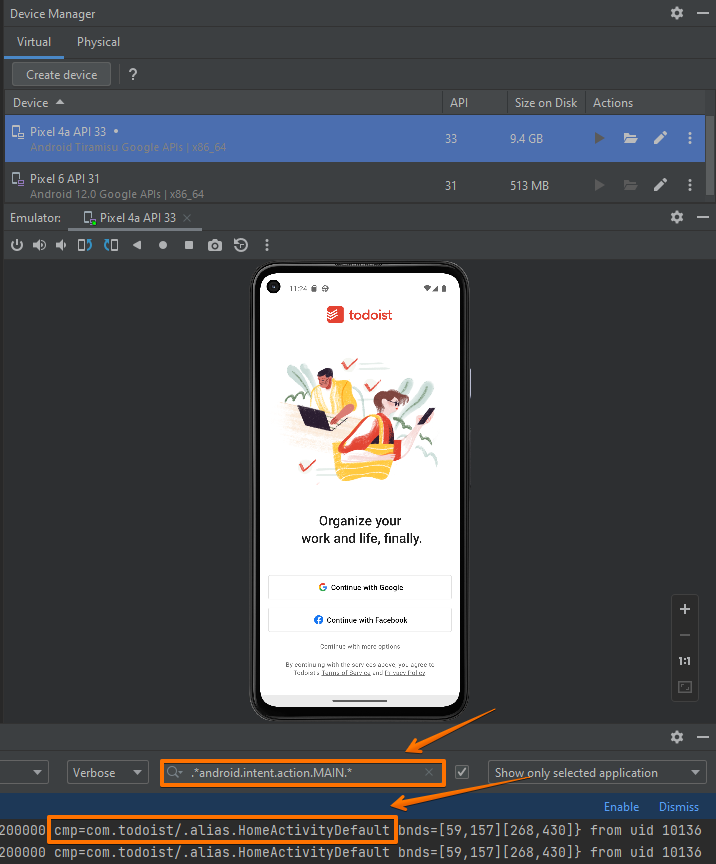 Device Manager
Virtual Physical
Create device ?
Device API Size on Disk Actions
Pixel 4a API 33
Android Tiramisu Google APIs | x86_64
33 9.4 GB
Pixel 6 API 31
Android 12.0 Google APIs | x86_64
31 513 MB
Emulator: Pixel 4a API 33
11:24
todoist
Organize your
work and life, finally.
Continue with Google
Continue with Facebook
Continue with more options
By continuing with the services above, you agree to
Todoist's Terms of Service and Privacy Policy
1:1
Verbose .*android.intent.action.MAIN.* Show only selected application
Enable Dismiss
200000 cmp=com.todoist/.alias.HomeActivityDefault bnds=[59,157][268,430]} from uid 10136
200000 cmp=com.todoist/.alias.HomeActivityDefault bnds=[59,157][268,430]} from uid 10136